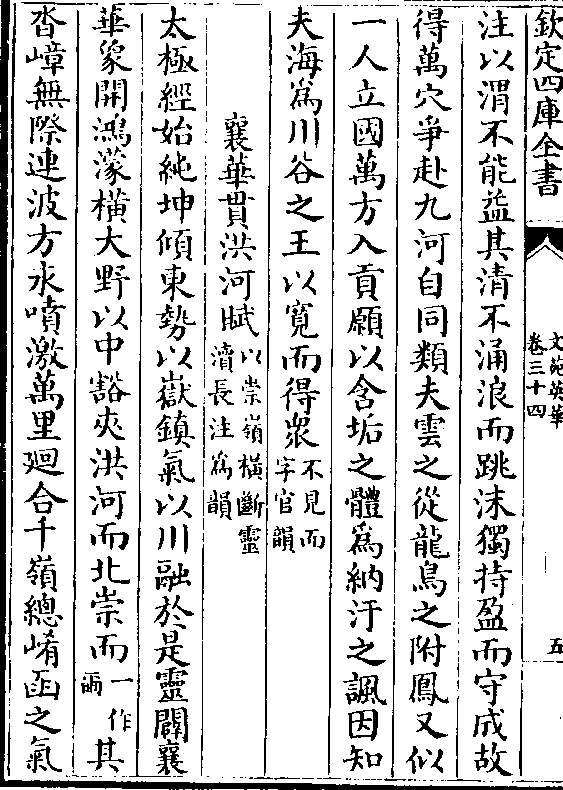 欽定四庫全書
文苑英華
卷三十四
五
注以渭不能益其清不涌浪而跳沫獨持盈而守成故
得萬穴爭赴九河自同類夫雲之從龍鳥之附鳳又似
一人立國萬方入貢願以含垢之體爲納汙之諷因知
夫海爲川谷之王以寛而得衆不見而字官韻
襄華貫洪河賦以崇嶺横斷靈瀆長注爲韻
太極經始純坤傾東勢以嶽鎮氣以川融於是靈闢襄
華象開鴻濛橫大野以中豁夾洪河而北崇而一作兩其
沓嶂無際連波方永噴激萬里廻合千嶺總崤函之氣